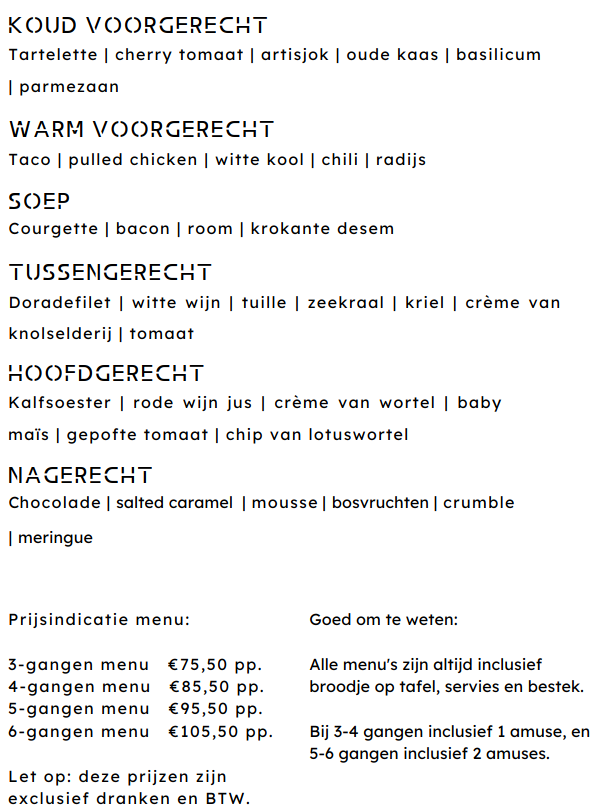 KOUD VOORGERECHT
Tartelette | cherry tomaat | artisjok | oude kaas | basilicum
| parmezaan
WARM VOORGERECHT
Taco | pulled chicken | witte kool | chili | radijs
SOEP
Courgette | bacon | room | krokante desem
TUSSENGERECHT
Doradefilet | witte wijn | tuille | zeekraal | kriel | crème van
knolselderij | tomaat
HOOFDGERECHT
Kalfsoester | rode wijn jus | crème van wortel | baby
maïs | gepofte tomaat | chip van lotuswortel
NAGERECHT
Chocolade | salted caramel | mousse | bosvruchten | crumble
| meringue
Prijsindicatie menu:
3-gangen menu €75,50 pp.
4-gangen menu €85,50 pp.
5-gangen menu €95,50 pp.
6-gangen menu €105,50 pp.
Let op: deze prijzen zijn
exclusief dranken en BTW.
Goed om te weten:
Alle menu's zijn altijd inclusief
broodje op tafel, servies en bestek.
Bij 3-4 gangen inclusief 1 amuse, en
5-6 gangen inclusief 2 amuses.